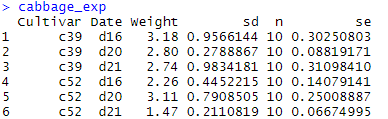 > cabbage_exp
  Cultivar Date Weight        sd  n         se
1      c39  d16   3.18 0.9566144 10 0.30250803
2      c39  d20   2.80 0.2788867 10 0.08819171
3      c39  d21   2.74 0.9834181 10 0.31098410
4      c52  d16   2.26 0.4452215 10 0.14079141
5      c52  d20   3.11 0.7908505 10 0.25008887
6      c52  d21   1.47 0.2110819 10 0.06674995